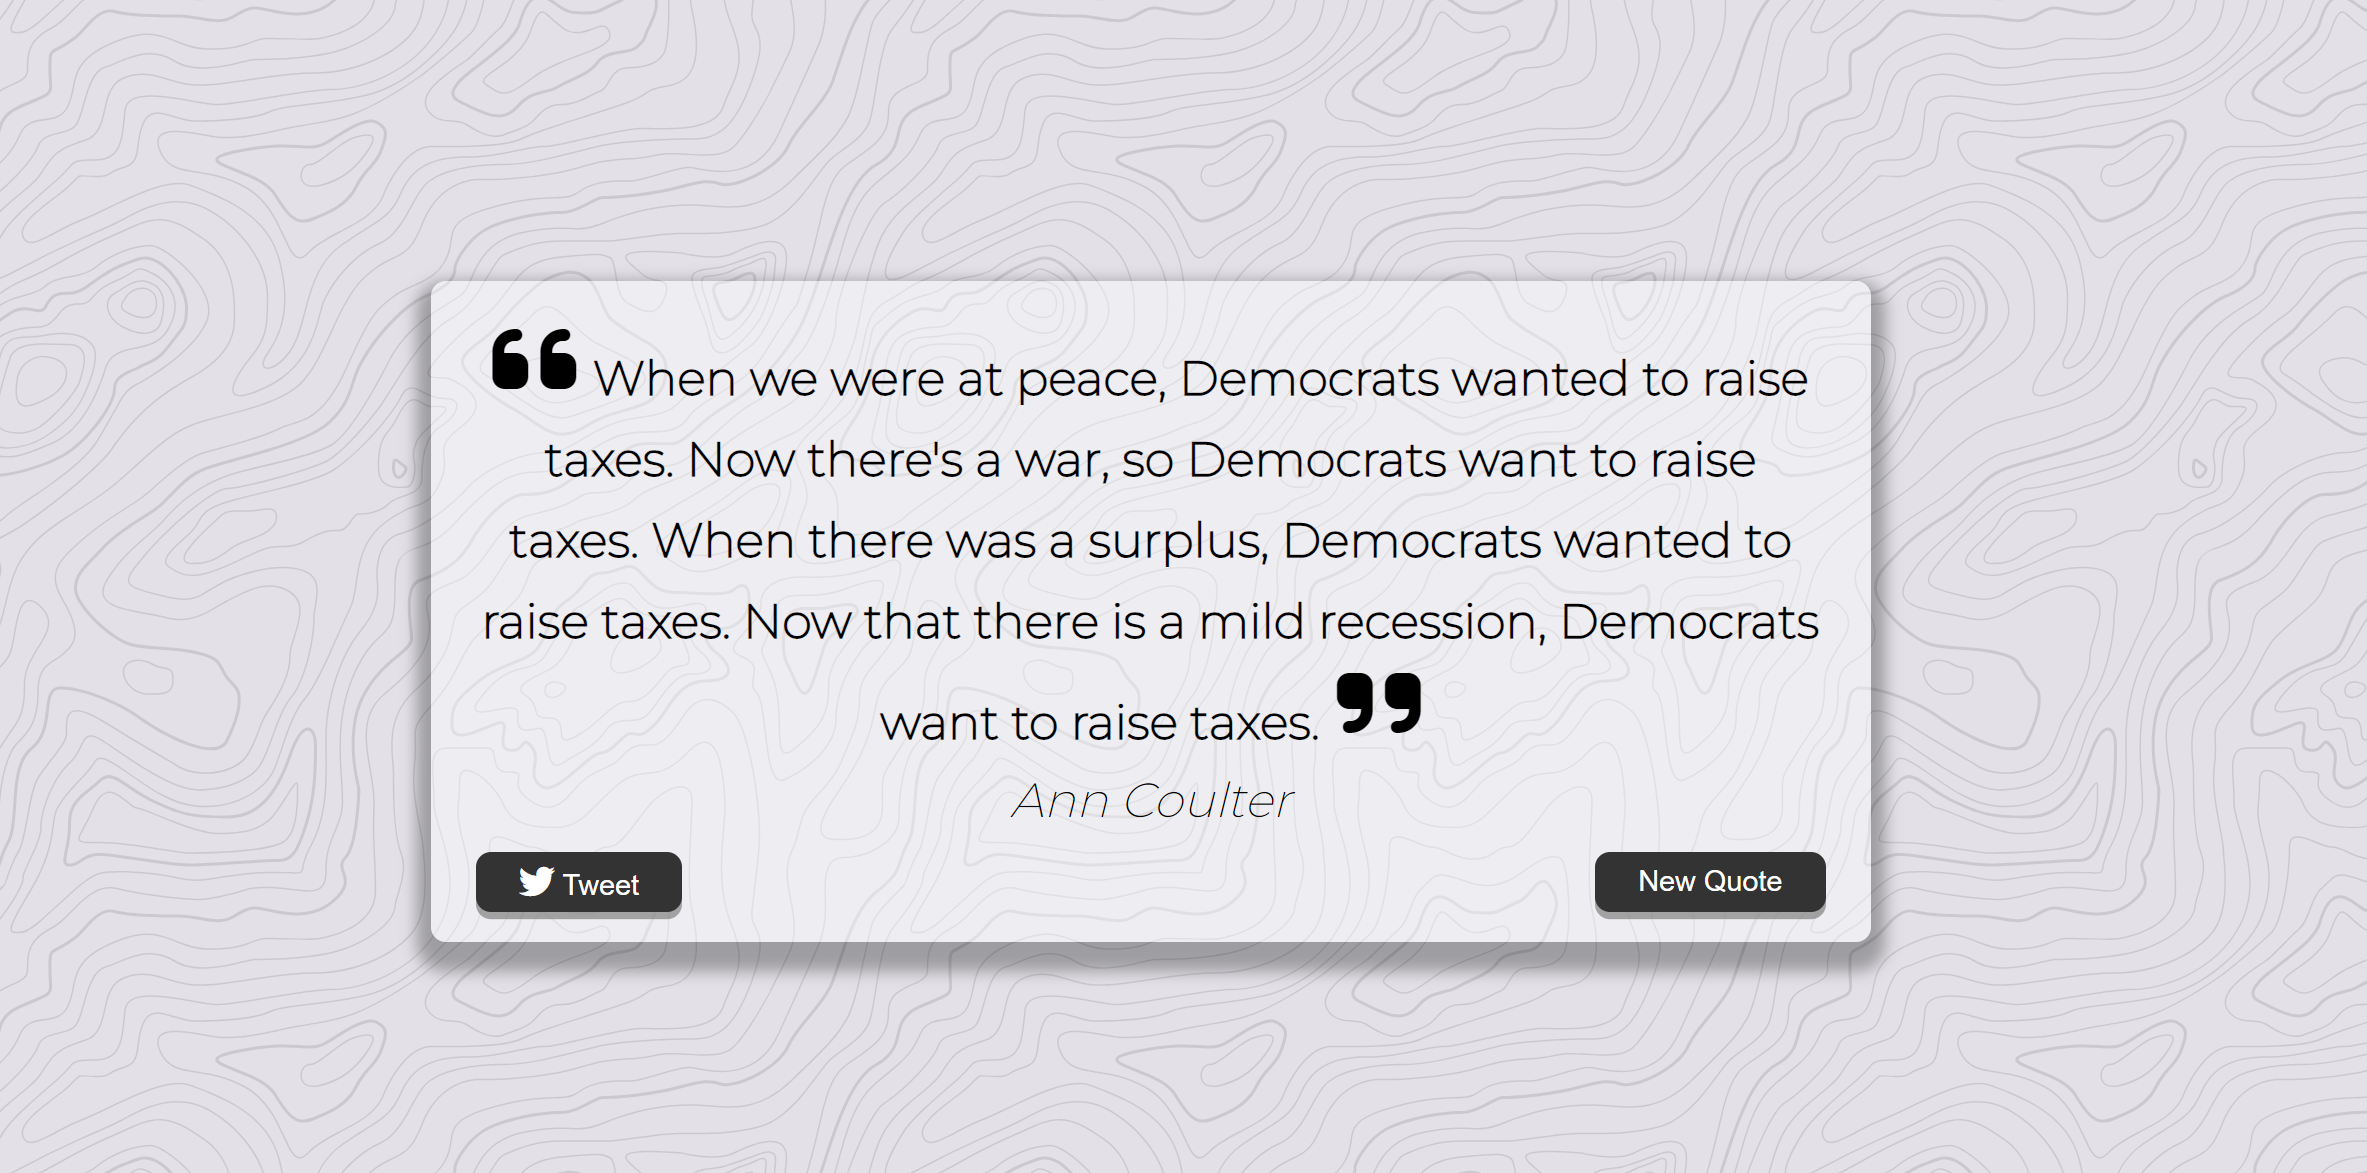 “ When we were at peace, Democrats wanted to raise
taxes. Now there's a war, so Democrats want to raise
taxes. When there was a surplus, Democrats wanted to
raise taxes. Now that there is a mild recession, Democrats
want to raise taxes. ”
Ann Coulter
Tweet
New Quote